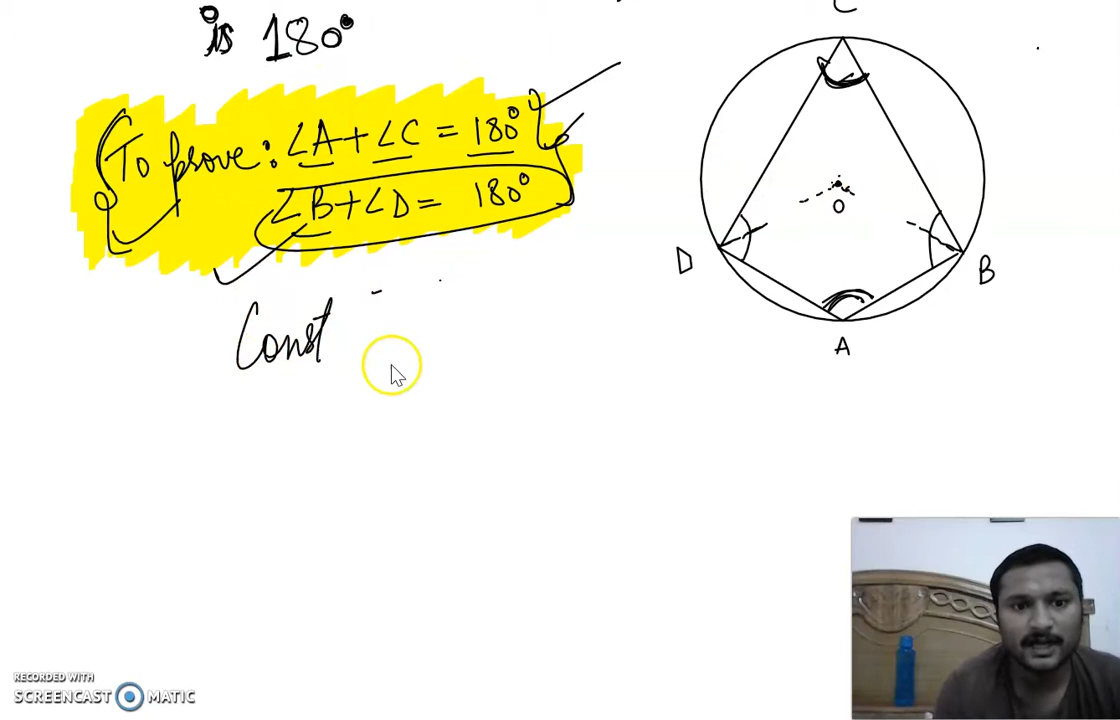 is 180°
To prove: ∠A + ∠C = 180°
∠B + ∠D = 180°
Const
C
O
D
B
A
RECORDED WITH
SCREENCAST MATIC